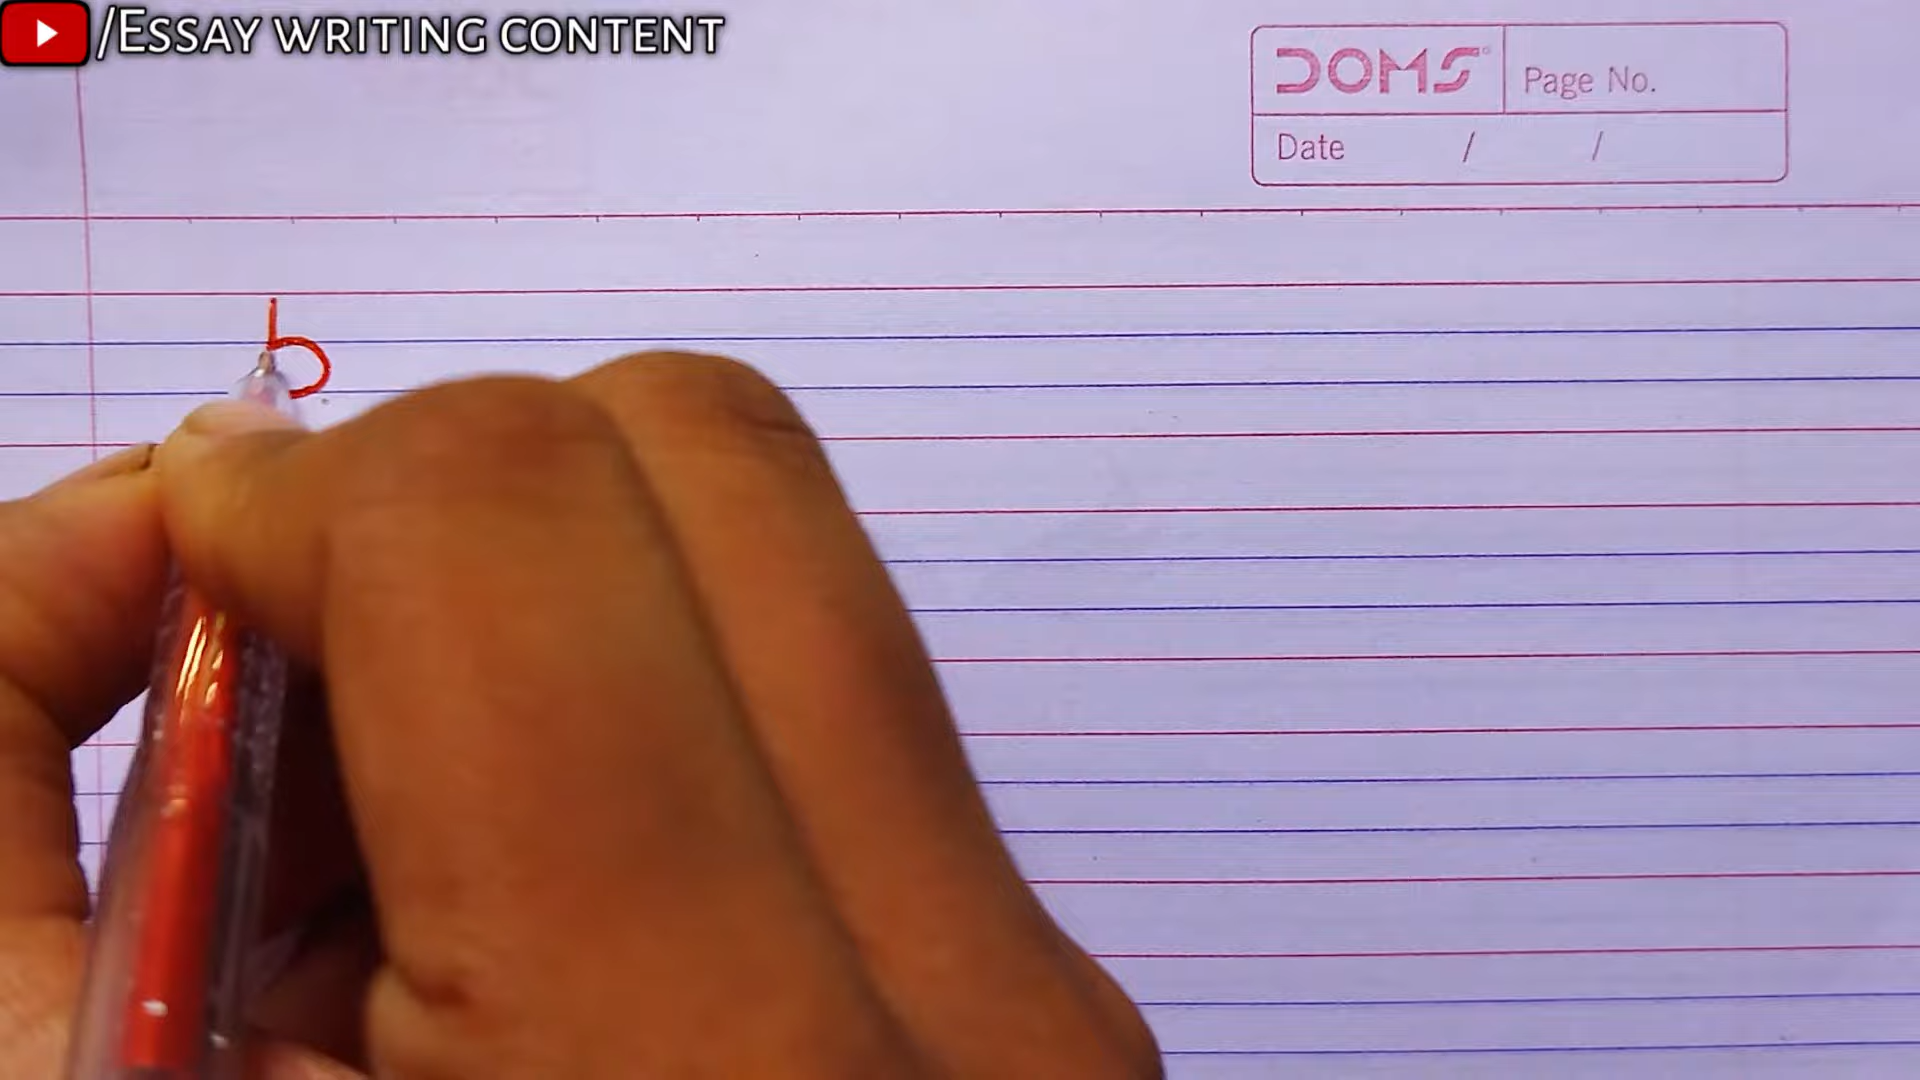 /ESSAY WRITING CONTENT
DOMS Page No.
Date / /